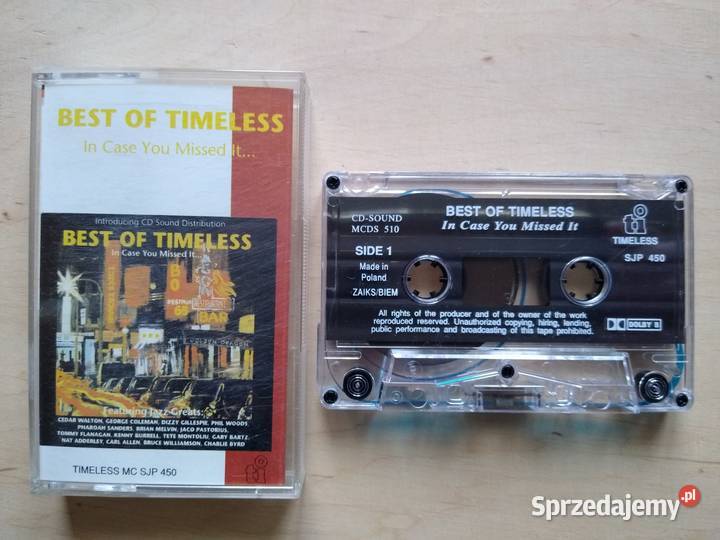 BEST OF TIMELESS
In Case You Missed It...
Introducing CD Sound Distribution
BEST OF TIMELESS
In Case You Missed It...
BO
BAR
GOLDEN DRAGON
Featuring Jazz Greats:
CEDAR WALTON, GEORGE COLEMAN, DIZZY GILLESPIE, PHIL WOODS,
PHAROAH SANDERS, BRIAN MELVIN, JACO PASTORIUS,
TOMMY FLANAGAN, KENNY BURRELL, TETE MONTOLIU, GARY BARTZ,
NAT ADDERLEY, CARL ALLEN, BRUCE WILLIAMSON, CHARLIE BYRD
TIMELESS MC SJP 450
ti
CD-SOUND
MCDS 510
BEST OF TIMELESS
In Case You Missed It
ti
TIMELESS
SJP 450
SIDE 1
Made in
Poland
ZAIKS/BIEM
All rights of the producer and of the owner of the work
reproduced reserved. Unauthorized copying, hiring, lending,
public performance and broadcasting of this tape prohibited.
DOLBY B
Sprzedajemy.pl